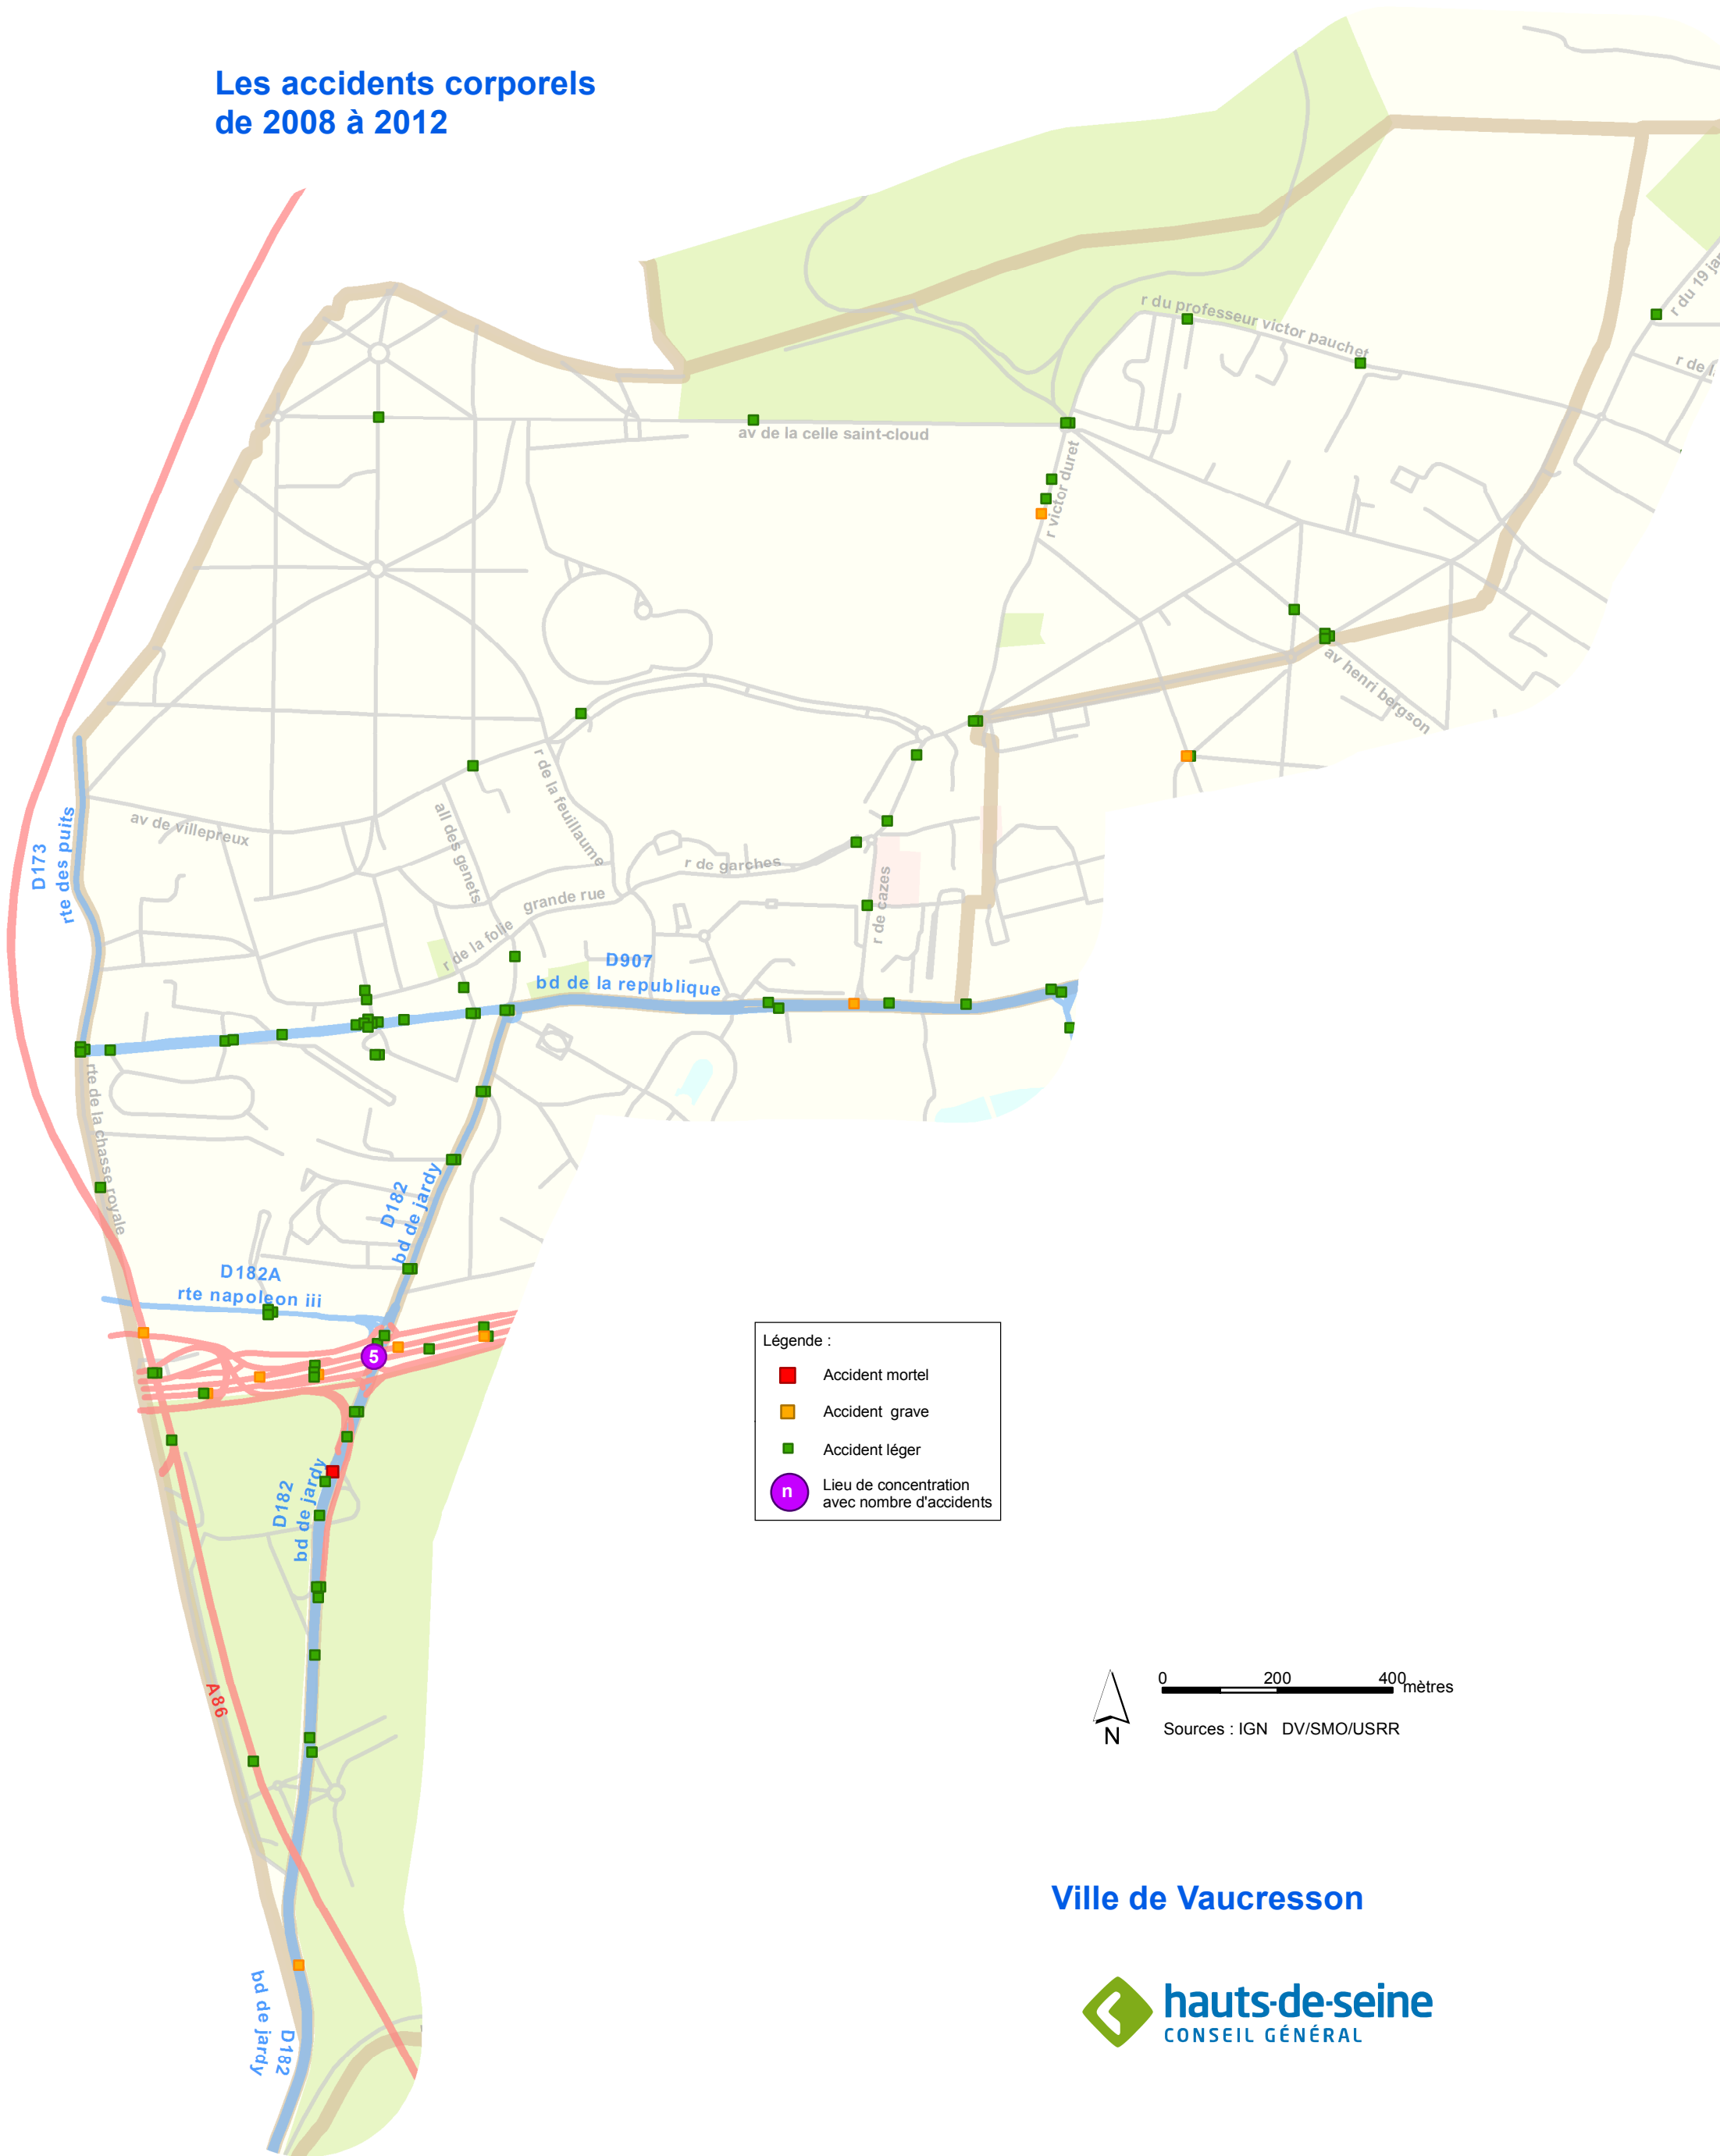 Les accidents corporels
de 2008 à 2012
r du 19 jan
r du professeur victor pauchet
r de l
av de la celle saint-cloud
r victor duret
av henri bergson
r de la feuillaume
all des genets
av de villepreux
D173
rte des puits
r de garches
grande rue
r de cazes
r de la folie
D907
bd de la republique
rte de la chasse royale
D182
bd de jardy
D182A
rte napoleon iii
5
Légende :
Accident mortel
Accident grave
Accident léger
n
Lieu de concentration
avec nombre d'accidents
D182
bd de jardy
A86
0 200 400 mètres
N
Sources : IGN DV/SMO/USRR
Ville de Vaucresson
bd de jardy
D182
hauts-de-seine
CONSEIL GÉNÉRAL